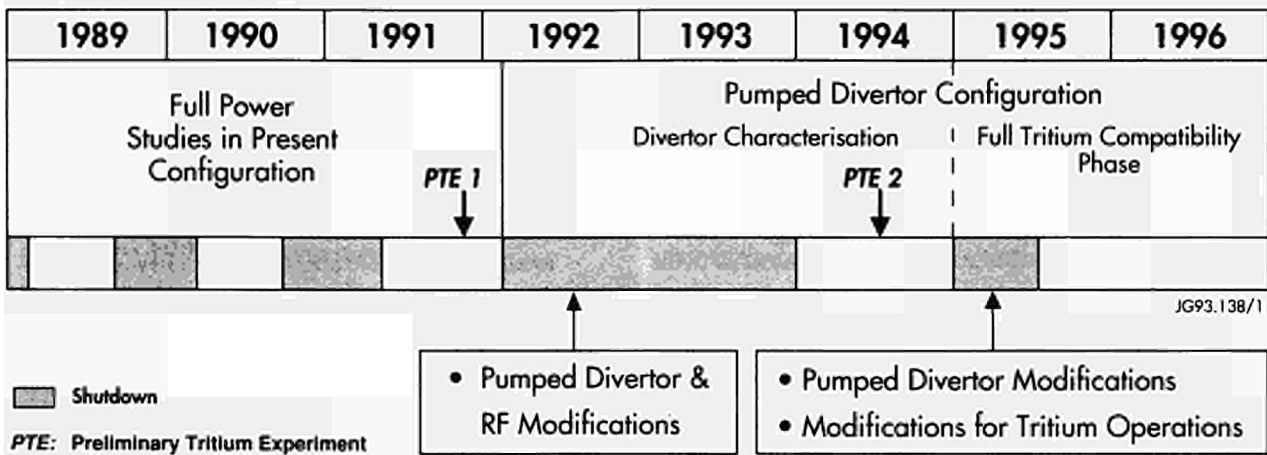 1989 1990 1991 1992 1993 1994 1995 1996
Full Power
Studies in Present
Configuration
PTE 1
Pumped Divertor Configuration
Divertor Characterisation
PTE 2
Full Tritium Compatibility
Phase
JG93.138/1
Shutdown
PTE: Preliminary Tritium Experiment
• Pumped Divertor &
RF Modifications
• Pumped Divertor Modifications
• Modifications for Tritium Operations